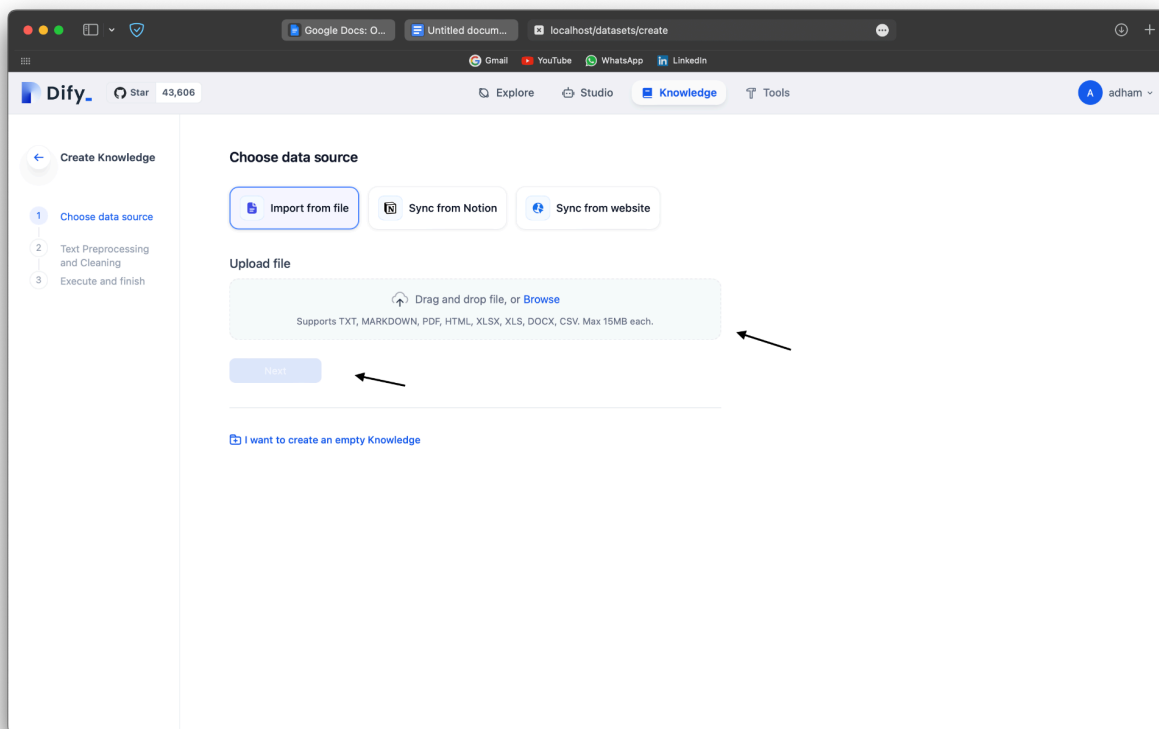 Google Docs: O...
Untitled docum...
localhost/datasets/create
Gmail
YouTube
WhatsApp
LinkedIn
Dify_
Star 43,606
Explore
Studio
Knowledge
Tools
A adham
Create Knowledge
1 Choose data source
2 Text Preprocessing
and Cleaning
3 Execute and finish
Choose data source
Import from file
Sync from Notion
Sync from website
Upload file
Drag and drop file, or Browse
Supports TXT, MARKDOWN, PDF, HTML, XLSX, XLS, DOCX, CSV. Max 15MB each.
Next
I want to create an empty Knowledge